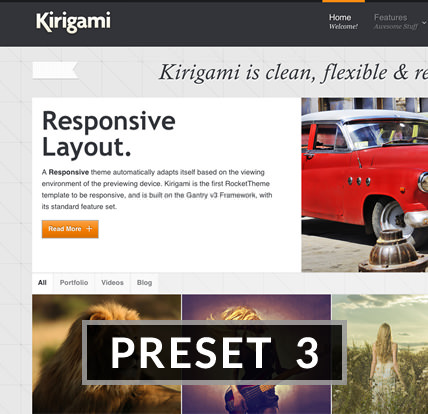 Kirigami
Home
Welcome!
Features
Awesome Stuff
Kirigami is clean, flexible & re
Responsive
Layout.
A Responsive theme automatically adapts itself based on the viewing
environment of the previewing device. Kirigami is the first RocketTheme
template to be responsive, and is built on the Gantry v3 Framework, with
its standard feature set.
Read More +
All Portfolio Videos Blog
PRESET 3